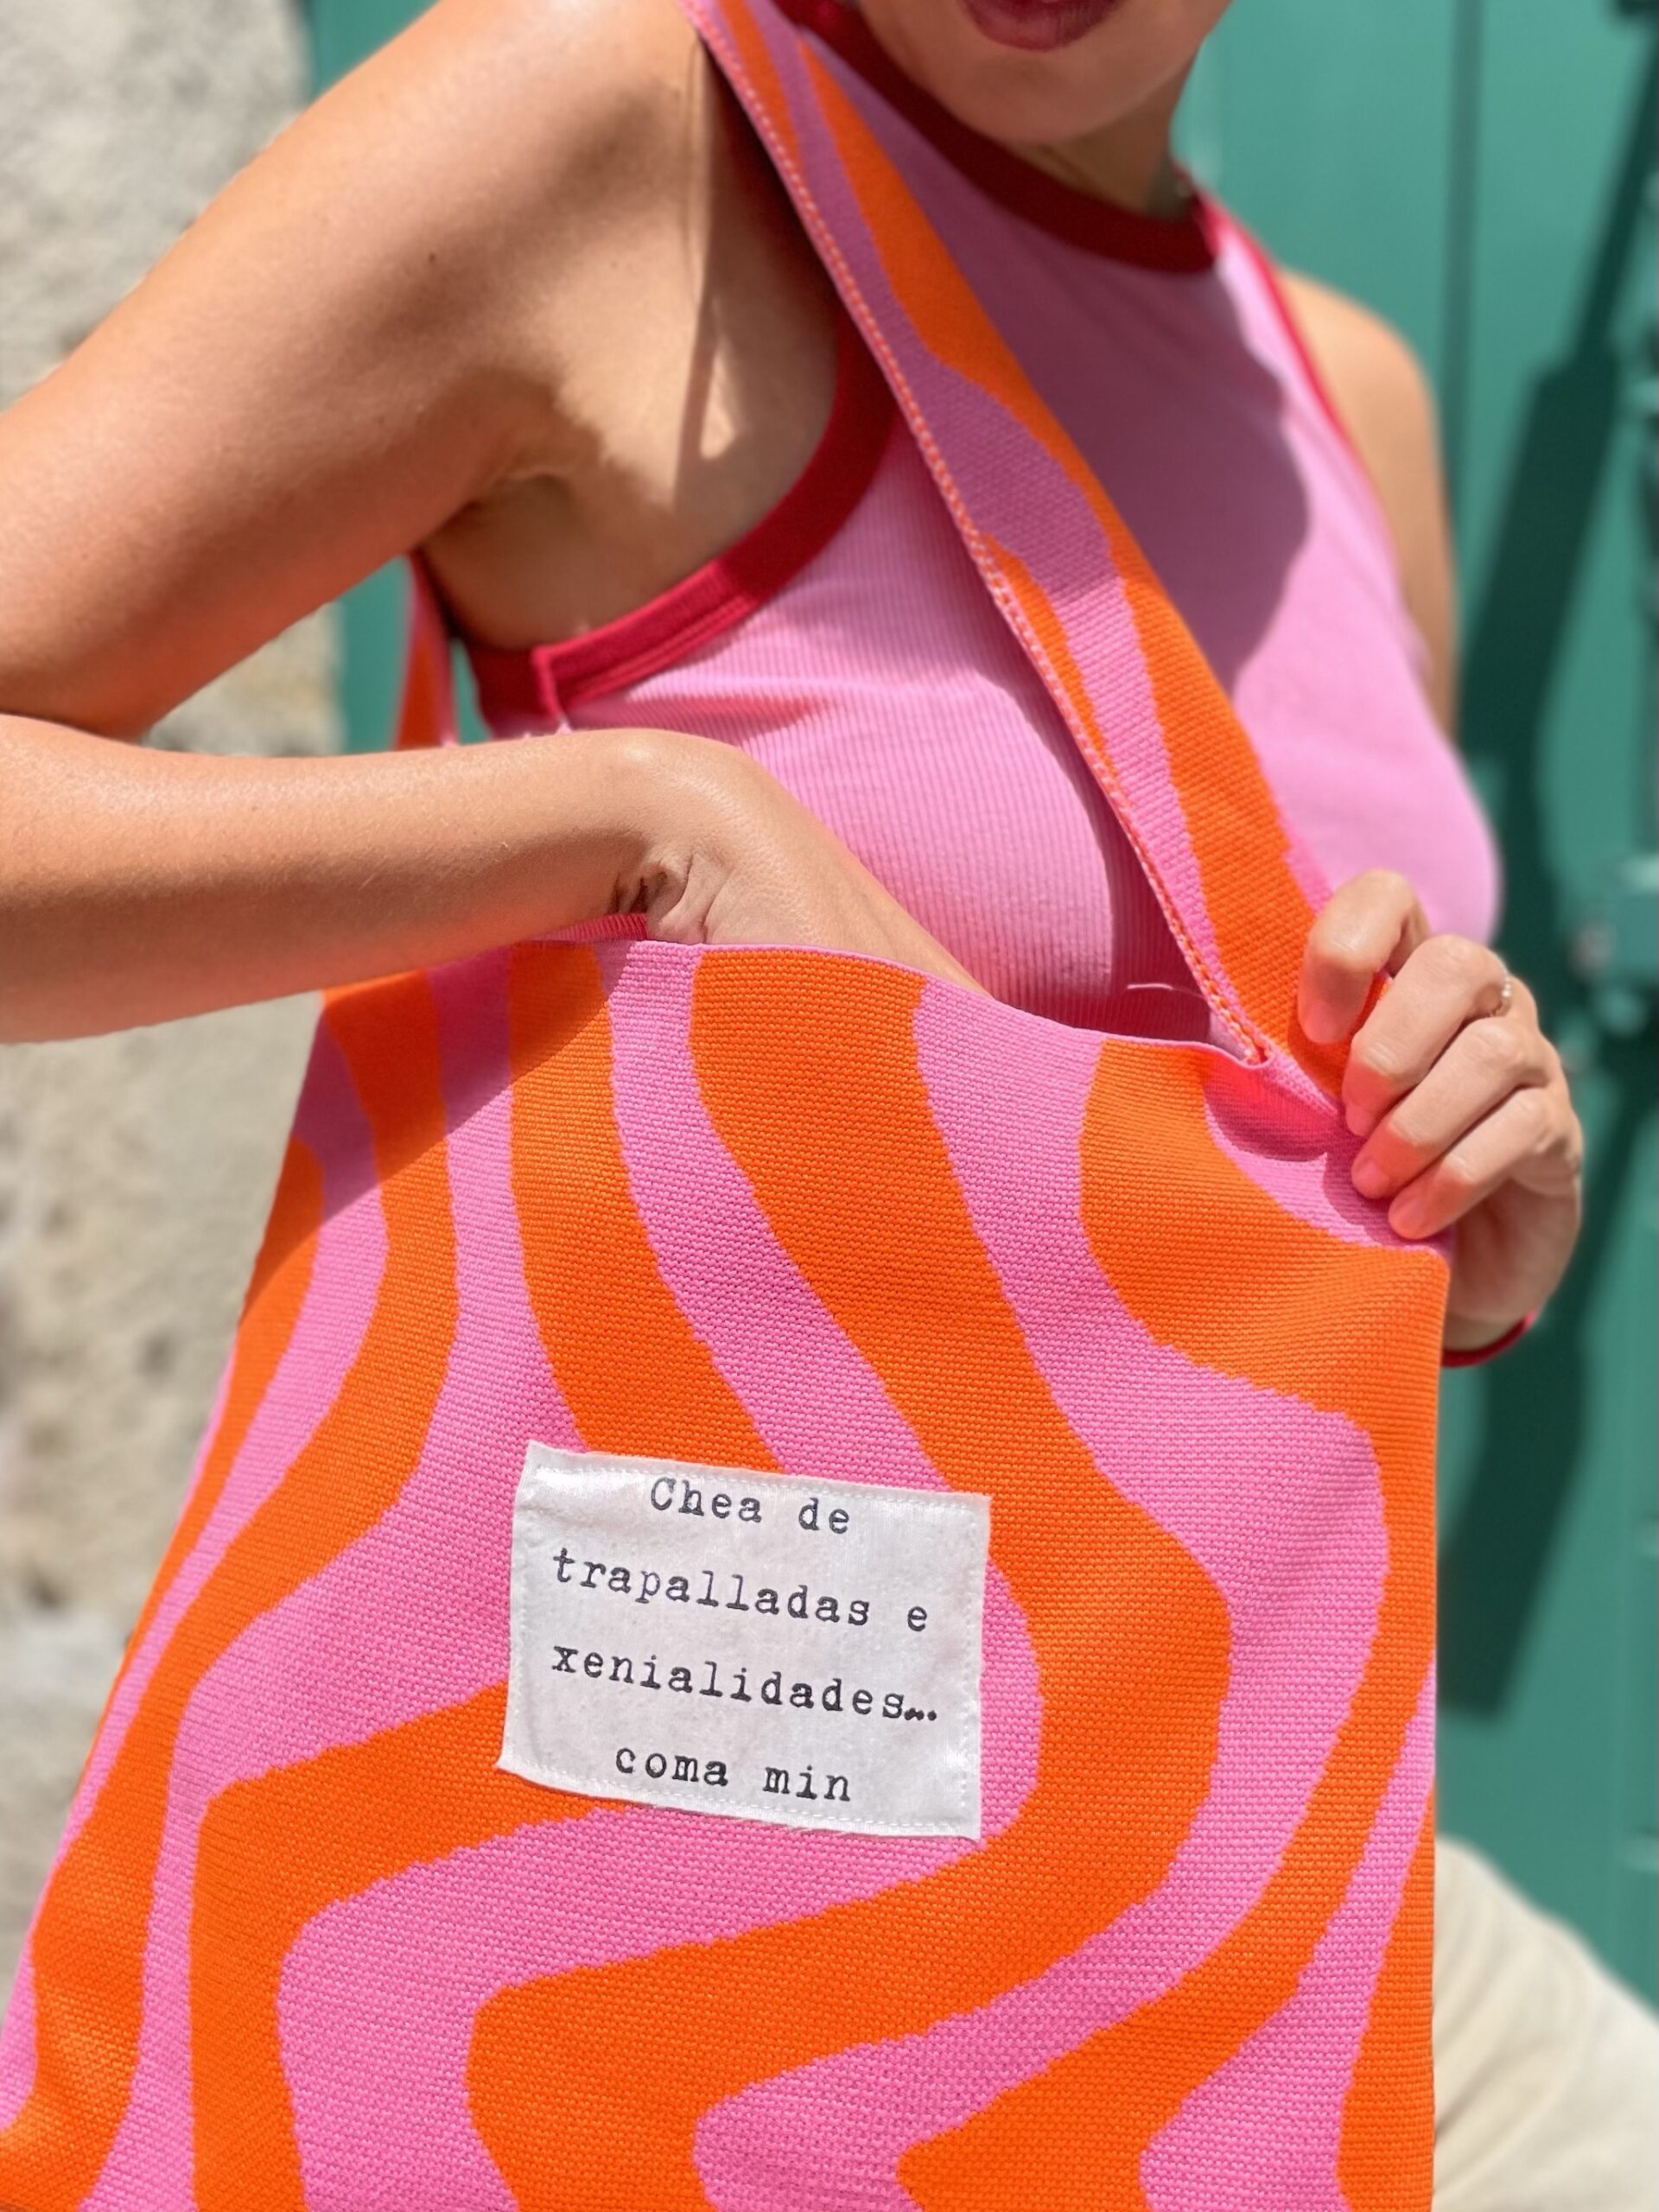 Chea de
trapalladas e
xenialidades...
coma min